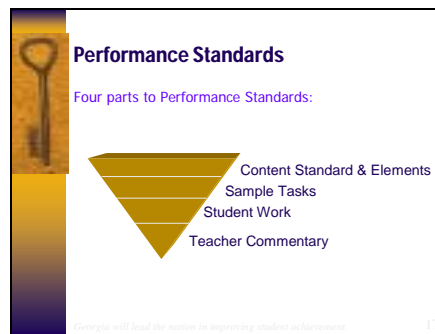 Performance Standards
Four parts to Performance Standards:
Content Standard & Elements
Sample Tasks
Student Work
Teacher Commentary
Georgia will lead the nation in improving student achievement.